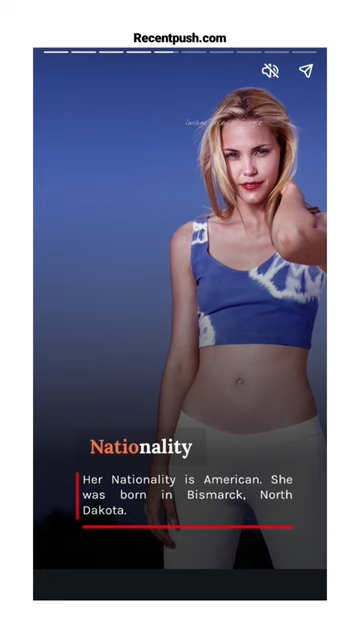 Recentpush.com
Nationality
Her Nationality is American. She
was born in Bismarck, North
Dakota.